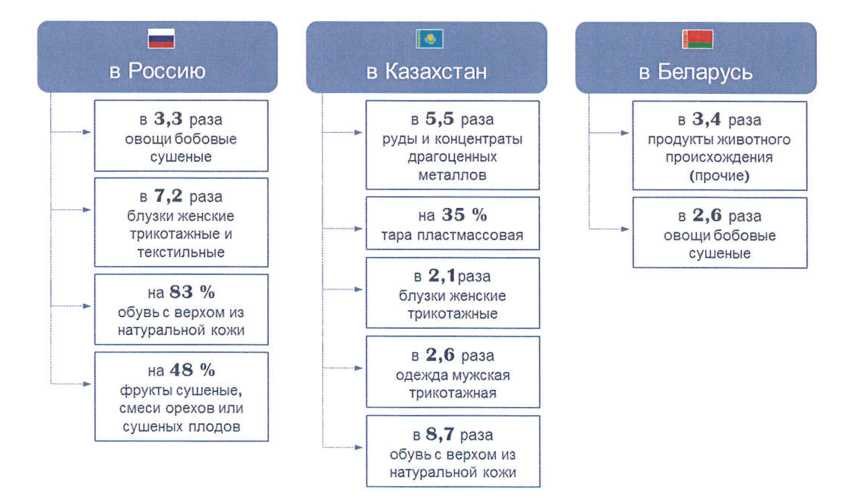 в Россию
в 3,3 раза
овощи бобовые
сушеные
в 7,2 раза
блузки женские
трикотажные и
текстильные
на 83 %
обувь с верхом из
натуральной кожи
на 48 %
фрукты сушеные,
смеси орехов или
сушеных плодов
в Казахстан
в 5,5 раза
руды и концентраты
драгоценных
металлов
на 35 %
тара пластмассовая
в 2,1раза
блузки женские
трикотажные
в 2,6 раза
одежда мужская
трикотажная
в 8,7 раза
обувь с верхом из
натуральной кожи
в Беларусь
в 3,4 раза
продукты животного
происхождения
(прочие)
в 2,6 раза
овощи бобовые
сушеные